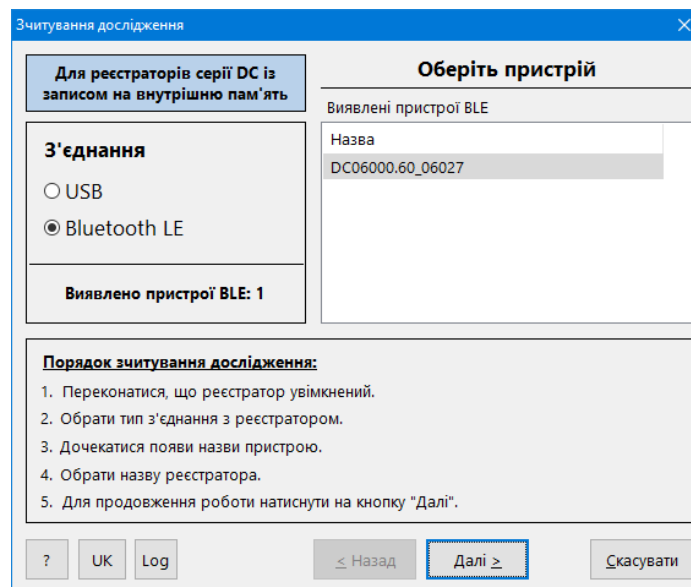 Зчитування дослідження
Для реєстраторів серії DC із
записом на внутрішню пам'ять
З'єднання
USB
Bluetooth LE
Виявлено пристрої BLE: 1
Оберіть пристрій
Виявлені пристрої BLE
Назва
DC06000.60_06027
Порядок зчитування дослідження:
1. Переконатися, що реєстратор увімкнений.
2. Обрати тип з'єднання з реєстратором.
3. Дочекатися появи назви пристрою.
4. Обрати назву реєстратора.
5. Для продовження роботи натиснути на кнопку "Далі".
? UK Log < Назад Далі > Скасувати